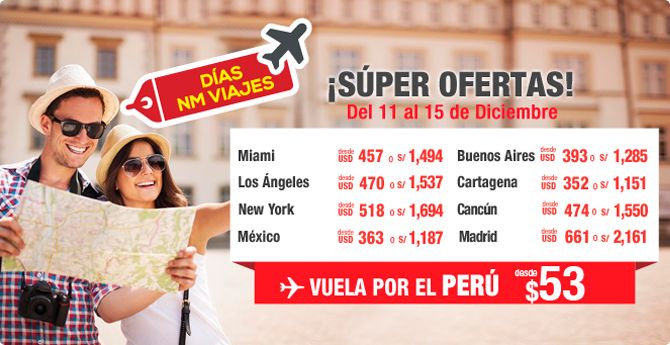 DÍAS
NM VIAJES
¡SÚPER OFERTAS!
Del 11 al 15 de Diciembre
Miami desde USD 457 o S/ 1,494 Buenos Aires desde USD 393 o S/ 1,285
Los Ángeles desde USD 470 o S/ 1,537 Cartagena desde USD 352 o S/ 1,151
New York desde USD 518 o S/ 1,694 Cancún desde USD 474 o S/ 1,550
México desde USD 363 o S/ 1,187 Madrid desde USD 661 o S/ 2,161
VUELA POR EL PERÚ desde $53